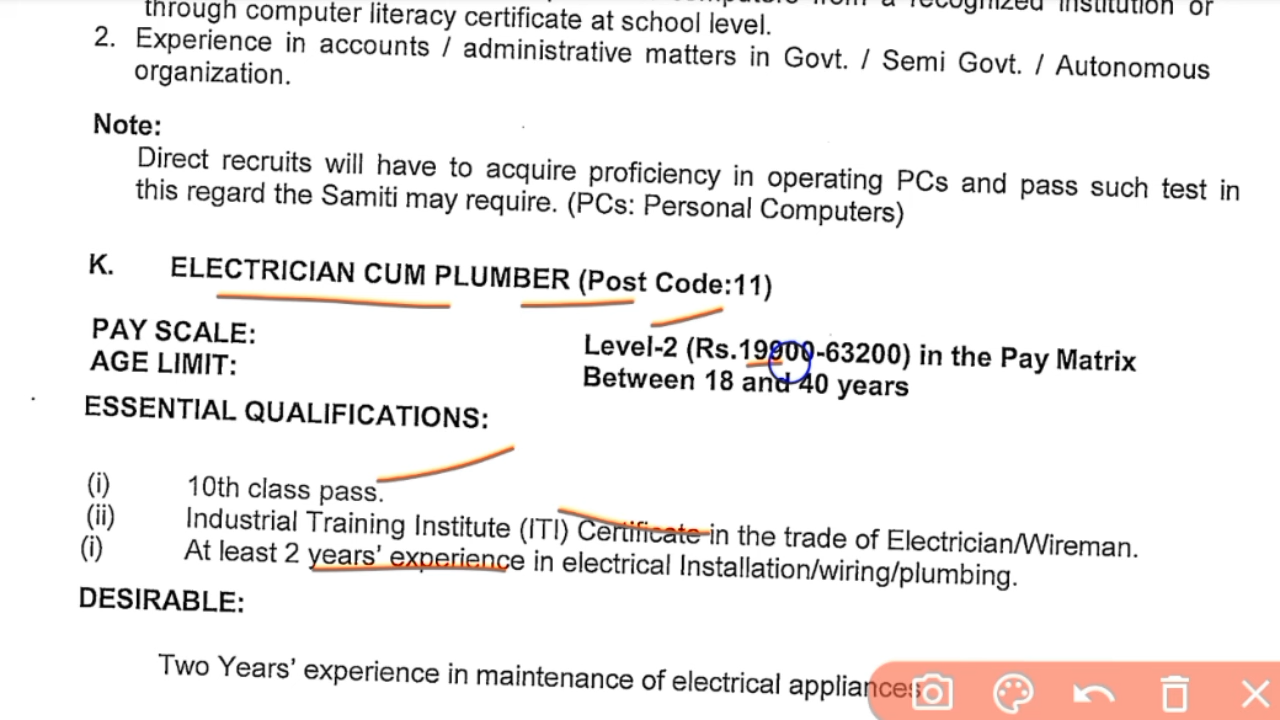 from a recognized institution or
through computer literacy certificate at school level.
2. Experience in accounts / administrative matters in Govt. / Semi Govt. / Autonomous
organization.
Note:
Direct recruits will have to acquire proficiency in operating PCs and pass such test in
this regard the Samiti may require. (PCs: Personal Computers)
K. ELECTRICIAN CUM PLUMBER (Post Code:11)
PAY SCALE: Level-2 (Rs.19900-63200) in the Pay Matrix
AGE LIMIT: Between 18 and 40 years
ESSENTIAL QUALIFICATIONS:
(i) 10th class pass.
(ii) Industrial Training Institute (ITI) Certificate in the trade of Electrician/Wireman.
(i) At least 2 years’ experience in electrical Installation/wiring/plumbing.
DESIRABLE:
Two Years’ experience in maintenance of electrical appliances